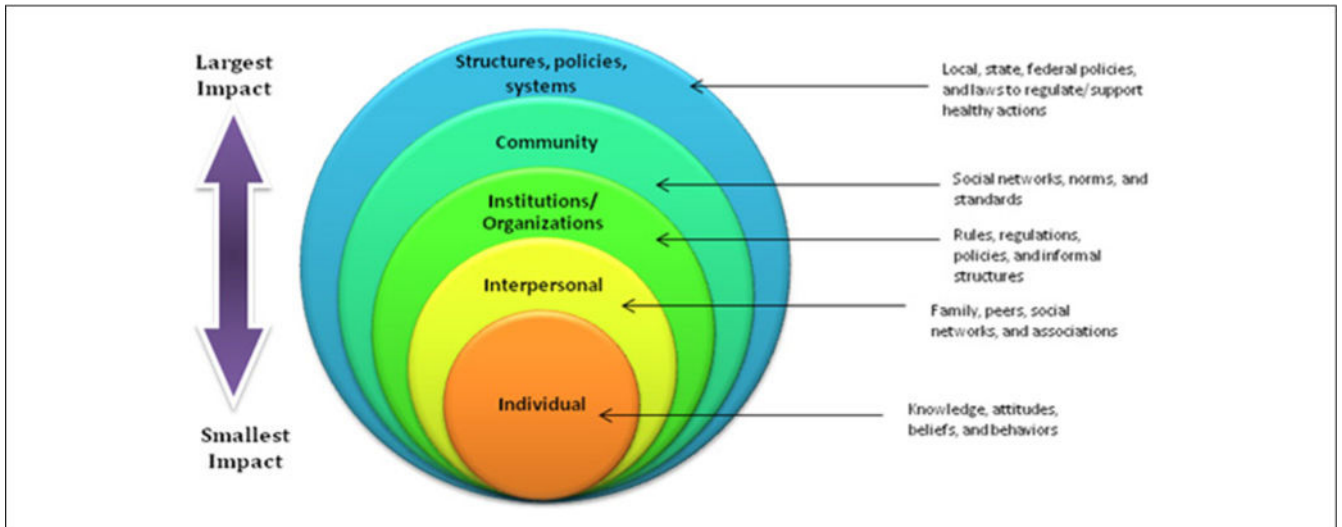 Largest
Impact
Smallest
Impact
Structures, policies,
systems
Community
Institutions/
Organizations
Interpersonal
Individual
Local, state, federal policies,
and laws to regulate/support
healthy actions
Social networks, norms, and
standards
Rules, regulations,
policies, and informal
structures
Family, peers, social
networks, and associations
Knowledge, attitudes,
beliefs, and behaviors